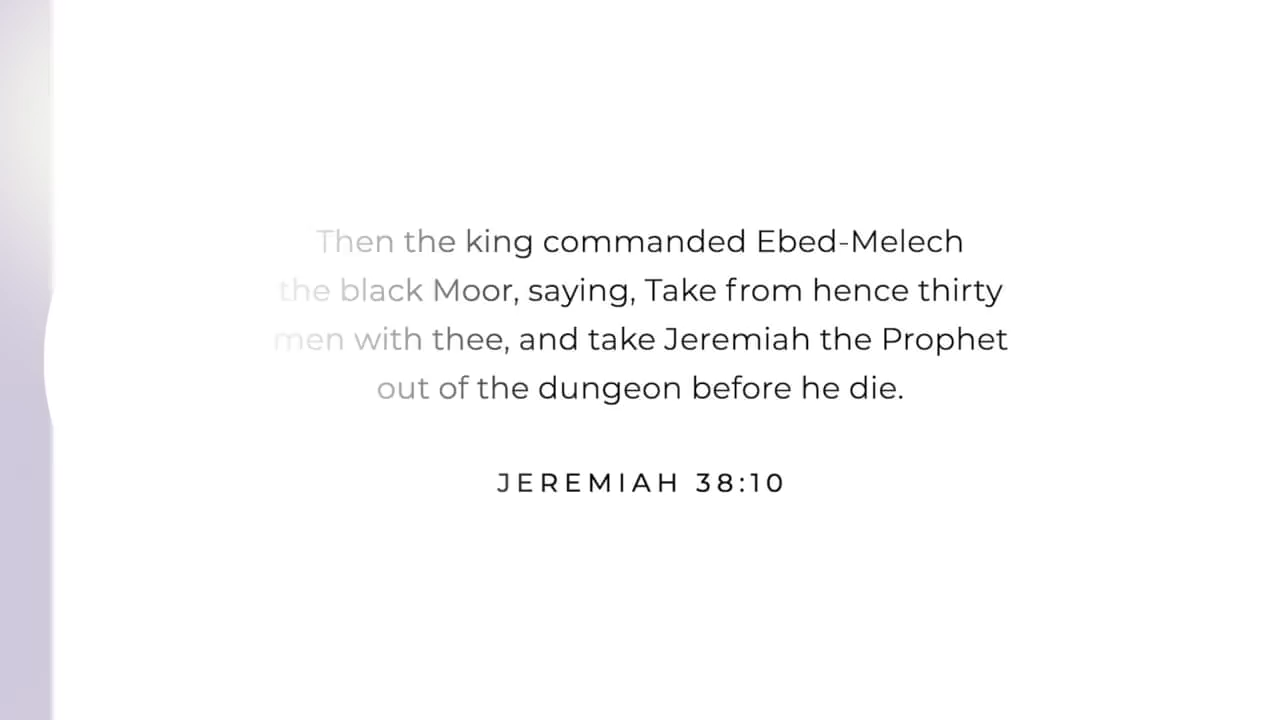 Then the king commanded Ebed-Melech
the black Moor, saying, Take from hence thirty
men with thee, and take Jeremiah the Prophet
out of the dungeon before he die.
JEREMIAH 38:10